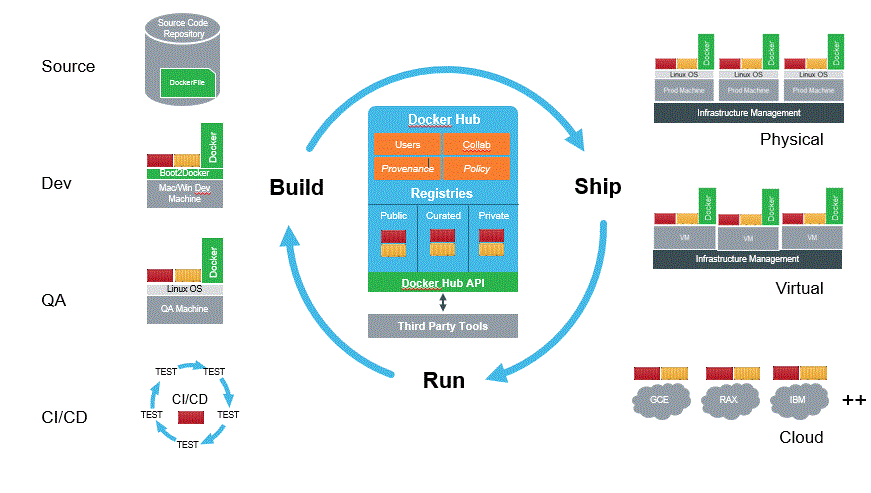 Source
Source Code
Repository
DockerFile
Dev
Docker
Boot2Docker
Mac/Win Dev
Machine
QA
Docker
Linux OS
QA Machine
CI/CD
TEST
TEST
TEST
TEST
TEST
CI/CD
Build
Ship
Run
Docker Hub
Users
Collab
Provenance
Policy
Registries
Public
Curated
Private
Docker Hub API
Third Party Tools
Docker
Docker
Docker
Linux OS
Linux OS
Linux OS
Prod Machine
Prod Machine
Prod Machine
Infrastructure Management
Physical
Docker
Docker
Docker
VM
VM
VM
Infrastructure Management
Virtual
GCE
RAX
IBM
++
Cloud